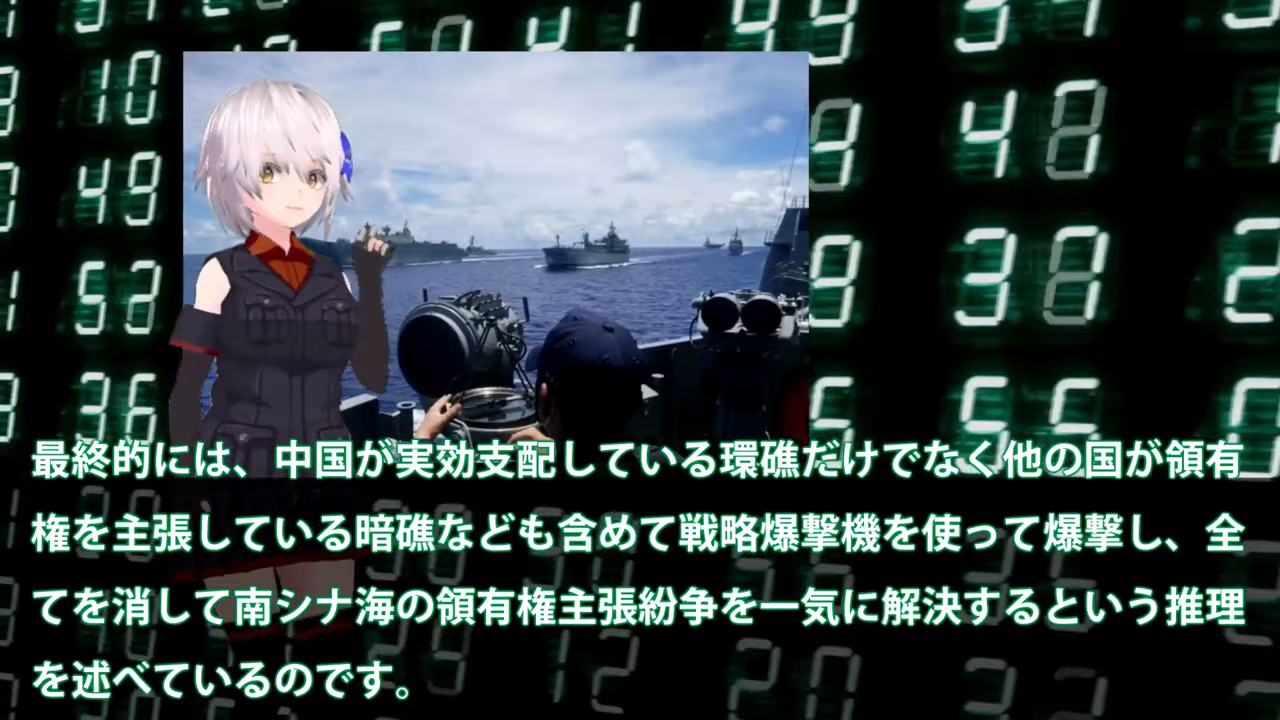 最終的には、中国が実効支配している環礁だけでなく他の国が領有
権を主張している暗礁なども含めて戦略爆撃機を使って爆撃し、全
てを消して南シナ海の領有権主張紛争を一気に解決するという推理
を述べているのです。